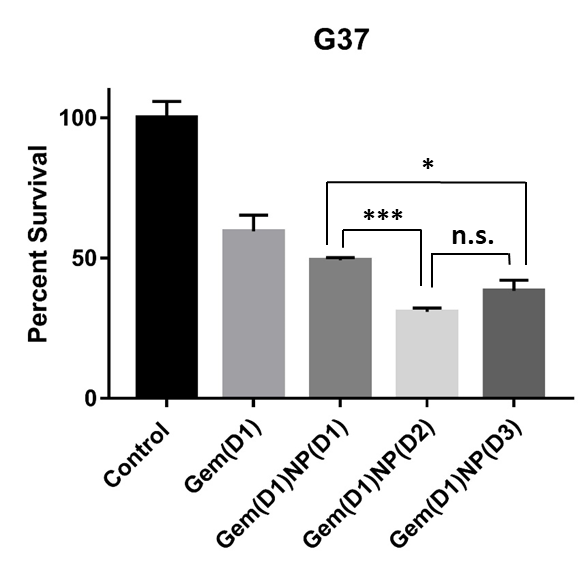 G37
Percent Survival
100
50
0
*
***
n.s.
Control
Gem(D1)
Gem(D1)NP(D1)
Gem(D1)NP(D2)
Gem(D1)NP(D3)